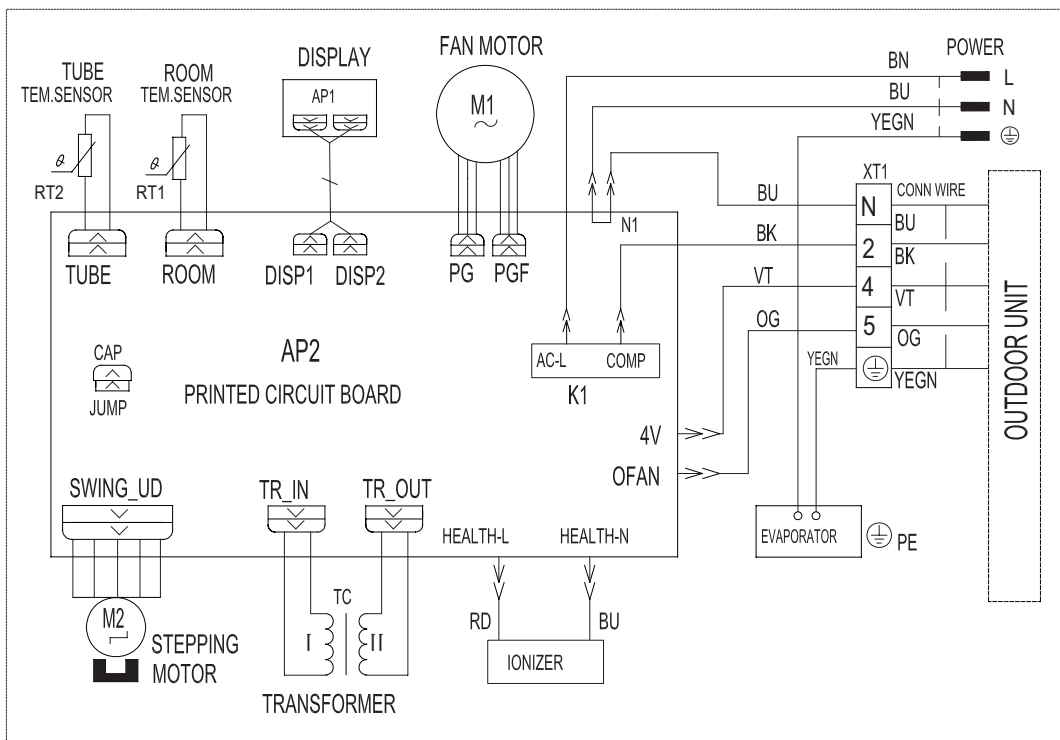 TUBE
TEM.SENSOR
ROOM
TEM.SENSOR
DISPLAY
AP1
FAN MOTOR
M1
POWER
BN
L
BU
N
YEGN
θ
RT2
θ
RT1
XT1
CONN WIRE
BU
N
BU
N1
TUBE
ROOM
DISP1
DISP2
PG
PGF
BK
2
BK
VT
4
VT
OG
5
OG
YEGN
YEGN
OUTDOOR UNIT
AC-L
COMP
K1
AP2
PRINTED CIRCUIT BOARD
CAP
JUMP
4V
OFAN
SWING_UD
TR_IN
TR_OUT
HEALTH-L
HEALTH-N
EVAPORATOR
PE
M2
STEPPING
MOTOR
TC
I
II
TRANSFORMER
RD
BU
IONIZER